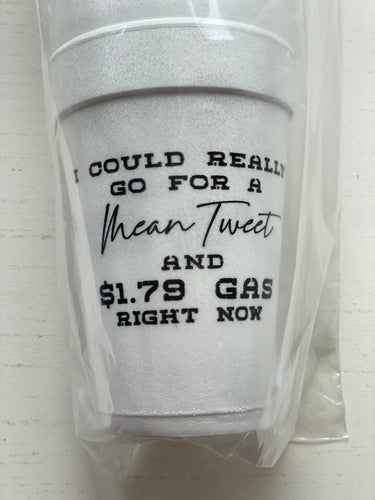 I COULD REALLY
GO FOR A
Mean Tweet
AND
$1.79 GAS
RIGHT NOW